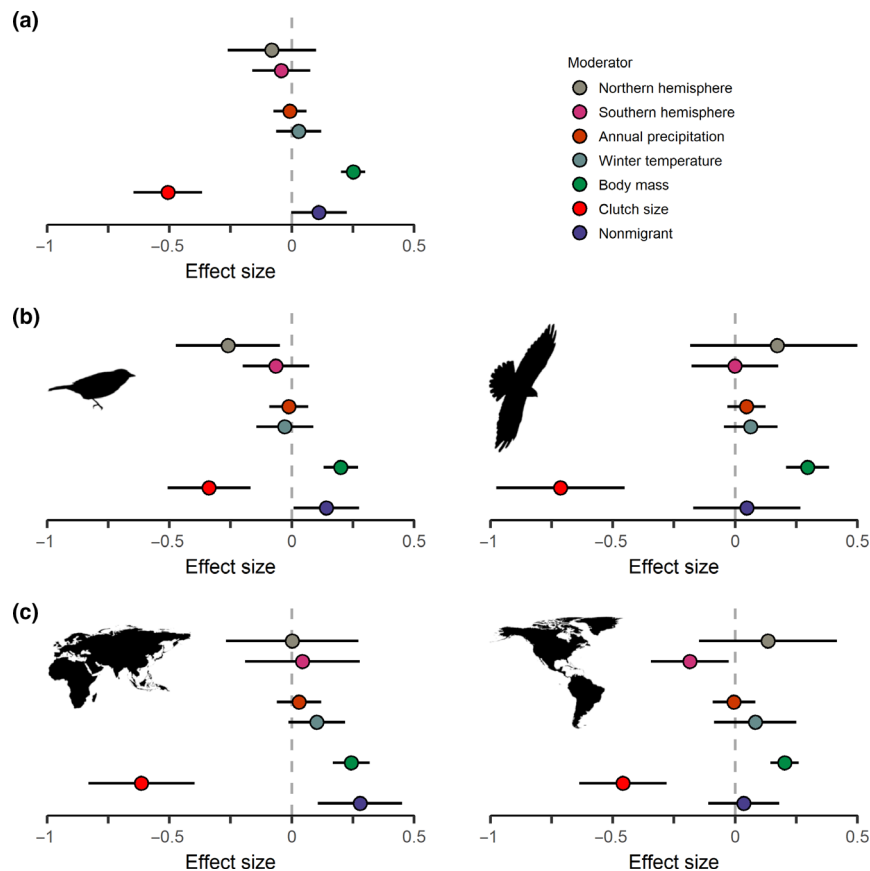 (a)
Moderator
Northern hemisphere
Southern hemisphere
Annual precipitation
Winter temperature
Body mass
Clutch size
Nonmigrant
−1 −0.5 0 0.5
Effect size
(b)
−1 −0.5 0 0.5
Effect size
−1 −0.5 0 0.5
Effect size
(c)
−1 −0.5 0 0.5
Effect size
−1 −0.5 0 0.5
Effect size